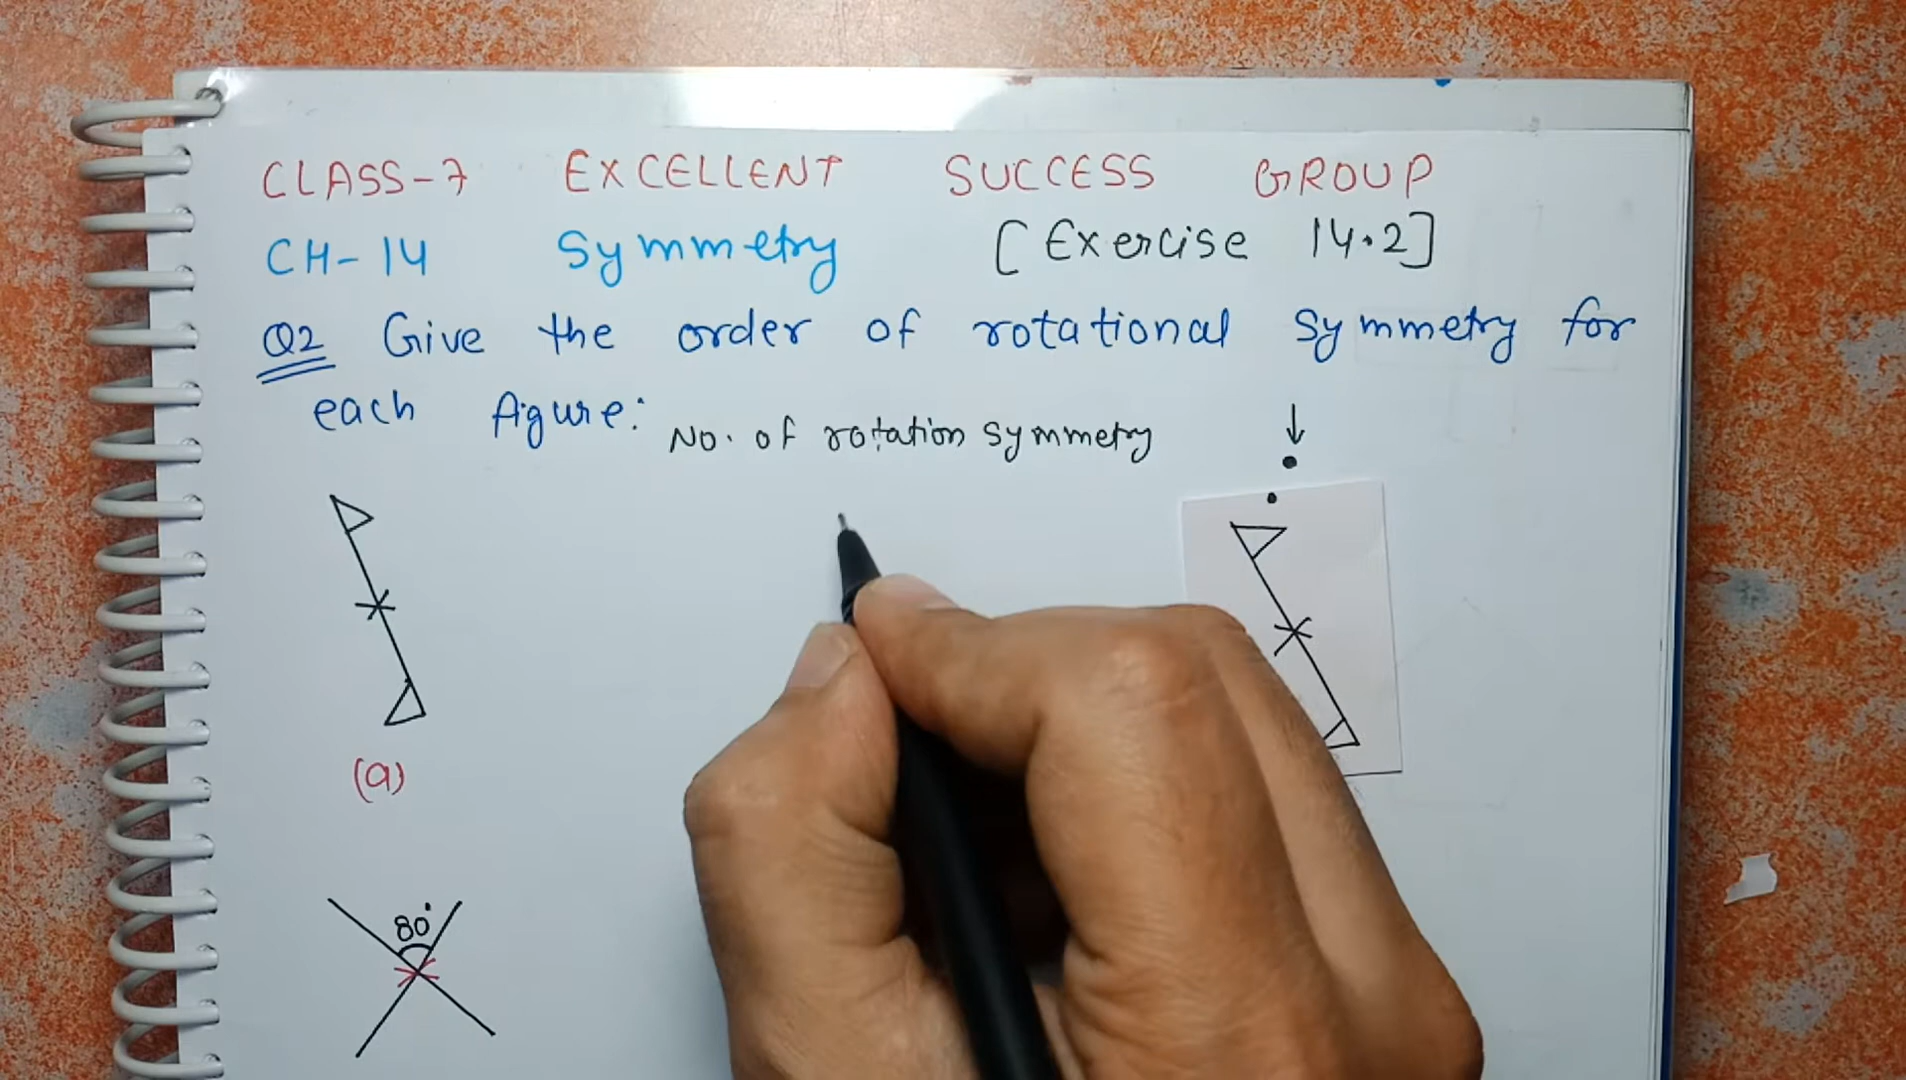 CLASS-7 EXCELLENT SUCCESS GROUP
CH-14 Symmetry [Exercise 14.2]
Q2 Give the order of rotational Symmetry for
each figure:
No. of rotation symmetry
(a)
80°